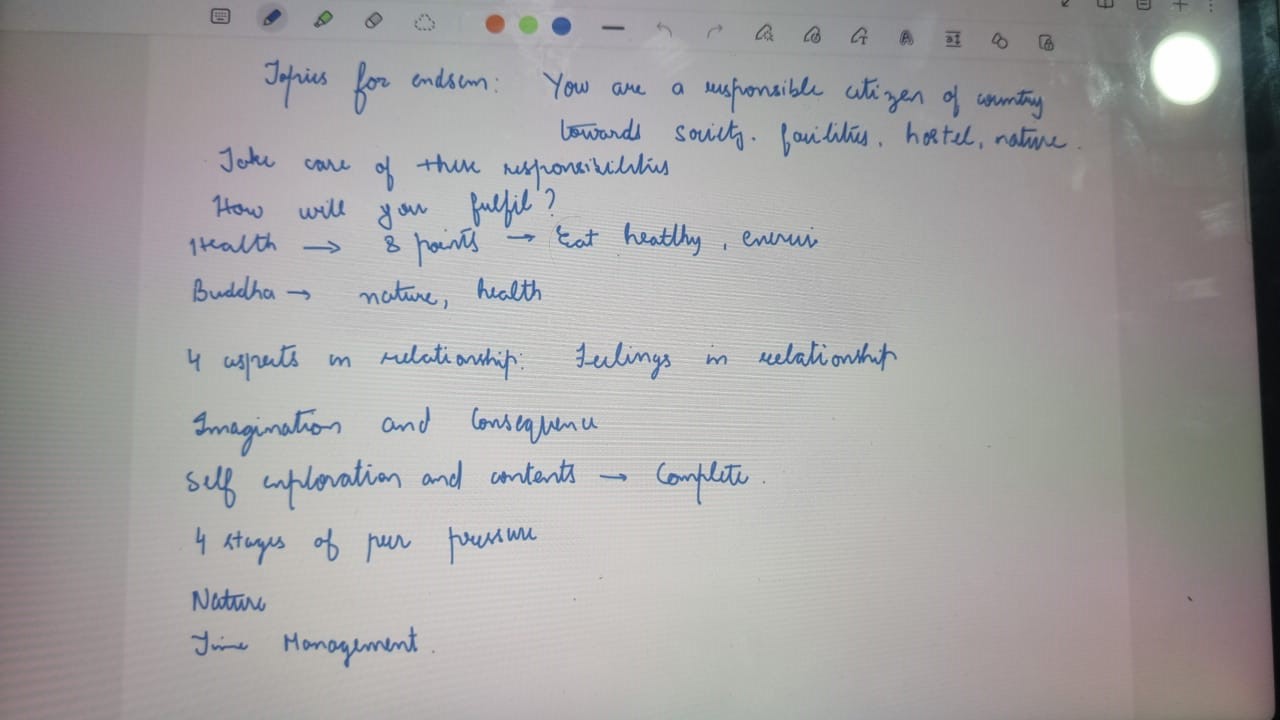 Topics for endsem: You are a responsible citizen of country
towards society. facilities, hostel, nature.
Take care of these responsibilities
How will you fulfil?
Health → 8 points → Eat healthy,
Buddha → nature, health
4 aspects in relationship: Feelings in relationship
Imagination and Consequence
Self exploration and contents → Complete.
4 stages of peer pressure
Nature
Time Management.